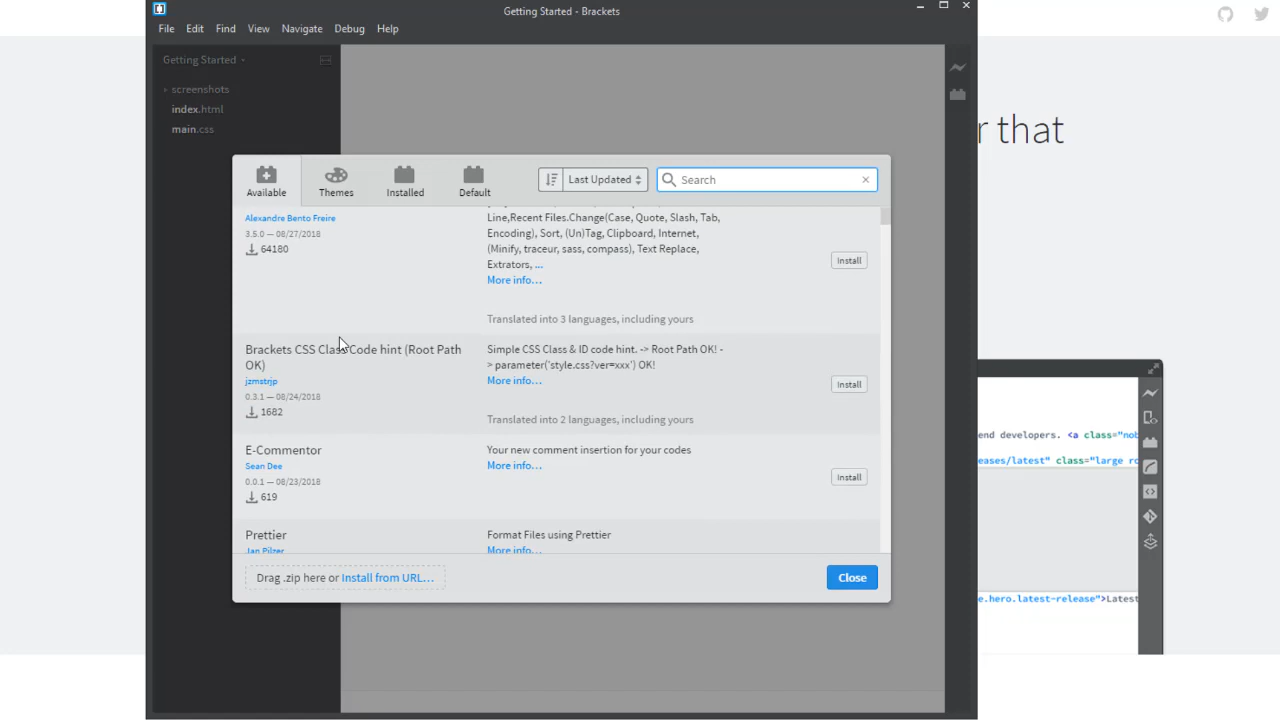 Getting Started - Brackets
File Edit Find View Navigate Debug Help
Getting Started
screenshots
index.html
main.css
r that
Available
Themes
Installed
Default
Last Updated
Search
Alexandre Bento Freire
3.5.0 — 08/27/2018
64180
Line,Recent Files.Change(Case, Quote, Slash, Tab,
Encoding), Sort, (Un)Tag, Clipboard, Internet,
(Minify, traceur, sass, compass), Text Replace,
Extrators, ...
More info...
Translated into 3 languages, including yours
Install
Brackets CSS Class Code hint (Root Path
OK)
jzmstrjp
0.3.1 — 08/24/2018
1682
Simple CSS Class & ID code hint. -> Root Path OK! -
> parameter('style.css?ver=xxx') OK!
More info...
Translated into 2 languages, including yours
Install
E-Commentor
Sean Dee
0.0.1 — 08/23/2018
619
Your new comment insertion for your codes
More info...
Install
Prettier
Jan Pilzer
Format Files using Prettier
More info...
Drag .zip here or Install from URL...
Close
end developers. <a class="nob
eases/latest" class="large ro
e.hero.latest-release">Latest